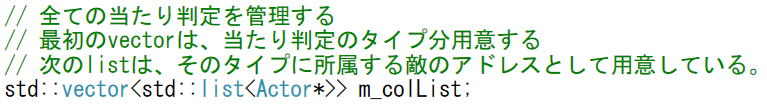 // 全ての当たり判定を管理する
// 最初のvectorは、当たり判定のタイプ分用意する
// 次のlistは、そのタイプに所属する敵のアドレスとして用意している。
std::vector<std::list<Actor*>> m_colList;